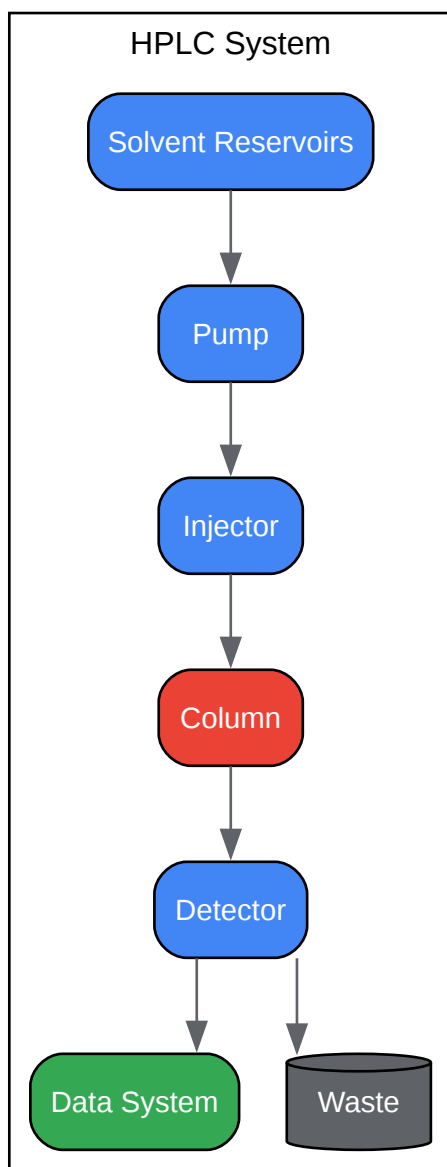 HPLC System
Solvent Reservoirs
Pump
Injector
Column
Detector
Data System
Waste